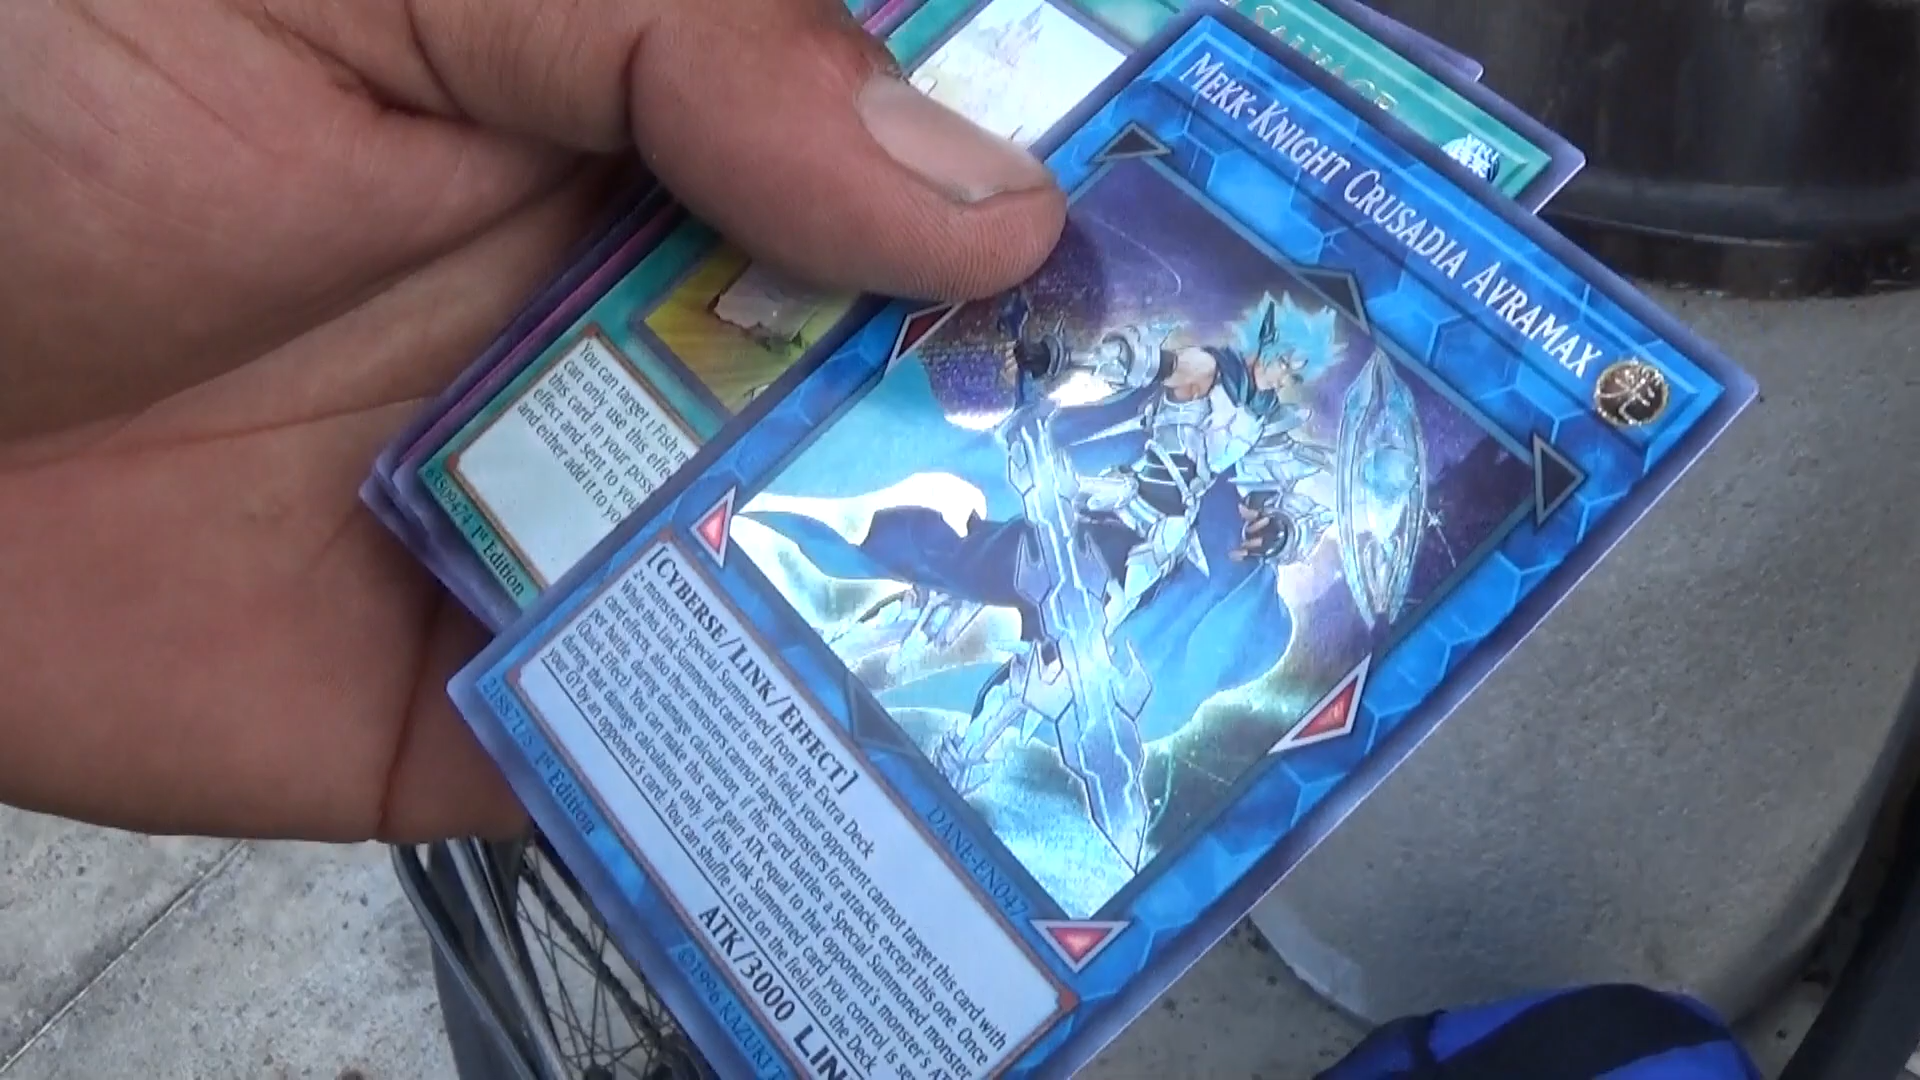 MEKK-KNIGHT CRUSADIA AVRAMAX
DANE-EN047
[CYBERSE/LINK/EFFECT]
2+ monsters Special Summoned from the Extra Deck
While this Link Summoned card is on the field, your opponent cannot target this card with
card effects, also their monsters cannot target monsters for attacks, except this one. Once
per battle, during damage calculation, if this card battles a Special Summoned monster
(Quick Effect): You can make this card gain ATK equal to that opponent's monster's AT
during that damage calculation only. If this Link Summoned card you control is se
your GY by an opponent's card: You can shuffle 1 card on the field into the Deck.
ATK/3000 LIN
1st Edition
©1996 KAZUKI T
You can target 1 Fish m
can only use this effe
this card in your poss
effect and sent to you
and either add it to yo
1st Edition